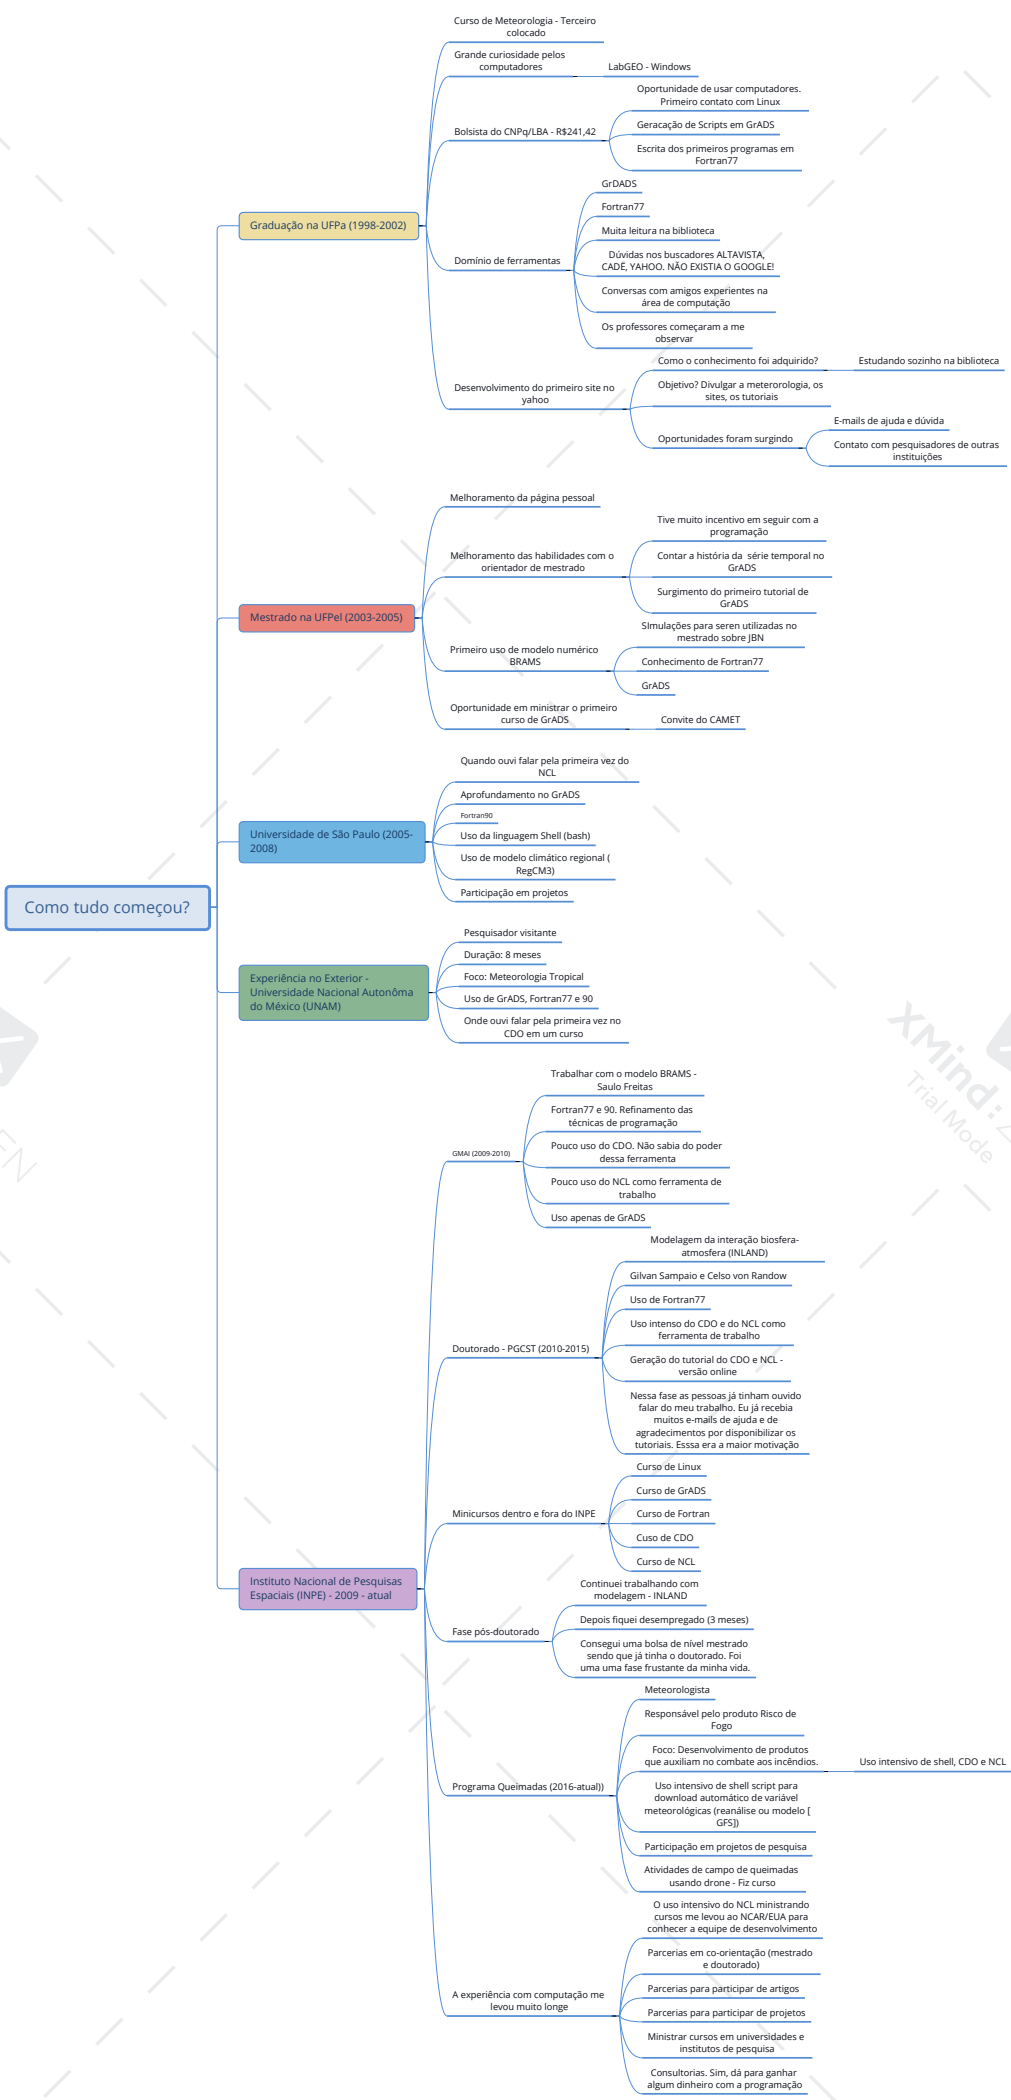 Como tudo começou?
Graduação na UFPa (1998-2002)
Curso de Meteorologia - Terceiro
colocado
Grande curiosidade pelos
computadores
LabGEO - Windows
Bolsista do CNPq/LBA - R$241,42
Oportunidade de usar computadores.
Primeiro contato com Linux
Geracação de Scripts em GrADS
Escrita dos primeiros programas em
Fortran77
Domínio de ferramentas
GrDADS
Fortran77
Muita leitura na biblioteca
Dúvidas nos buscadores ALTAVISTA,
CADÊ, YAHOO. NÃO EXISTIA O GOOGLE!
Conversas com amigos experientes na
área de computação
Os professores começaram a me
observar
Desenvolvimento do primeiro site no
yahoo
Como o conhecimento foi adquirido?
Estudando sozinho na biblioteca
Objetivo? Divulgar a meterorologia, os
sites, os tutoriais
Oportunidades foram surgindo
E-mails de ajuda e dúvida
Contato com pesquisadores de outras
instituições
Mestrado na UFPel (2003-2005)
Melhoramento da página pessoal
Melhoramento das habilidades com o
orientador de mestrado
Tive muito incentivo em seguir com a
programação
Contar a história da  série temporal no
GrADS
Surgimento do primeiro tutorial de
GrADS
Primeiro uso de modelo numérico
BRAMS
SImulações para seren utilizadas no
mestrado sobre JBN
Conhecimento de Fortran77
GrADS
Oportunidade em ministrar o primeiro
curso de GrADS
Convite do CAMET
Universidade de São Paulo (2005-
2008)
Quando ouvi falar pela primeira vez do
NCL
Aprofundamento no GrADS
Fortran90
Uso da linguagem Shell (bash)
Uso de modelo climático regional (
RegCM3)
Participação em projetos
Experiência no Exterior -
Universidade Nacional Autonôma
do México (UNAM)
Pesquisador visitante
Duração: 8 meses
Foco: Meteorologia Tropical
Uso de GrADS, Fortran77 e 90
Onde ouvi falar pela primeira vez no
CDO em um curso
Instituto Nacional de Pesquisas
Espaciais (INPE) - 2009 - atual
GMAI (2009-2010)
Trabalhar com o modelo BRAMS -
Saulo Freitas
Fortran77 e 90. Refinamento das
técnicas de programação
Pouco uso do CDO. Não sabia do poder
dessa ferramenta
Pouco uso do NCL como ferramenta de
trabalho
Uso apenas de GrADS
Doutorado - PGCST (2010-2015)
Modelagem da interação biosfera-
atmosfera (INLAND)
Gilvan Sampaio e Celso von Randow
Uso de Fortran77
Uso intenso do CDO e do NCL como
ferramenta de trabalho
Geração do tutorial do CDO e NCL -
versão online
Nessa fase as pessoas já tinham ouvido
falar do meu trabalho. Eu já recebia
muitos e-mails de ajuda e de
agradecimentos por disponibilizar os
tutoriais. Esssa era a maior motivação
Minicursos dentro e fora do INPE
Curso de Linux
Curso de GrADS
Curso de Fortran
Cuso de CDO
Curso de NCL
Fase pós-doutorado
Continuei trabalhando com
modelagem - INLAND
Depois fiquei desempregado (3 meses)
Consegui uma bolsa de nível mestrado
sendo que já tinha o doutorado. Foi
uma uma fase frustante da minha vida.
Programa Queimadas (2016-atual))
Meteorologista
Responsável pelo produto Risco de
Fogo
Foco: Desenvolvimento de produtos
que auxiliam no combate aos incêndios.
Uso intensivo de shell, CDO e NCL
Uso intensivo de shell script para
download automático de variável
meteorológicas (reanálise ou modelo [
GFS])
Participação em projetos de pesquisa
Atividades de campo de queimadas
usando drone - Fiz curso
A experiência com computação me
levou muito longe
O uso intensivo do NCL ministrando
cursos me levou ao NCAR/EUA para
conhecer a equipe de desenvolvimento
Parcerias em co-orientação (mestrado
e doutorado)
Parcerias para participar de artigos
Parcerias para participar de projetos
Ministrar cursos em universidades e
institutos de pesquisa
Consultorias. Sim, dá para ganhar
algum dinheiro com a programação
XMind:
Trial Mode